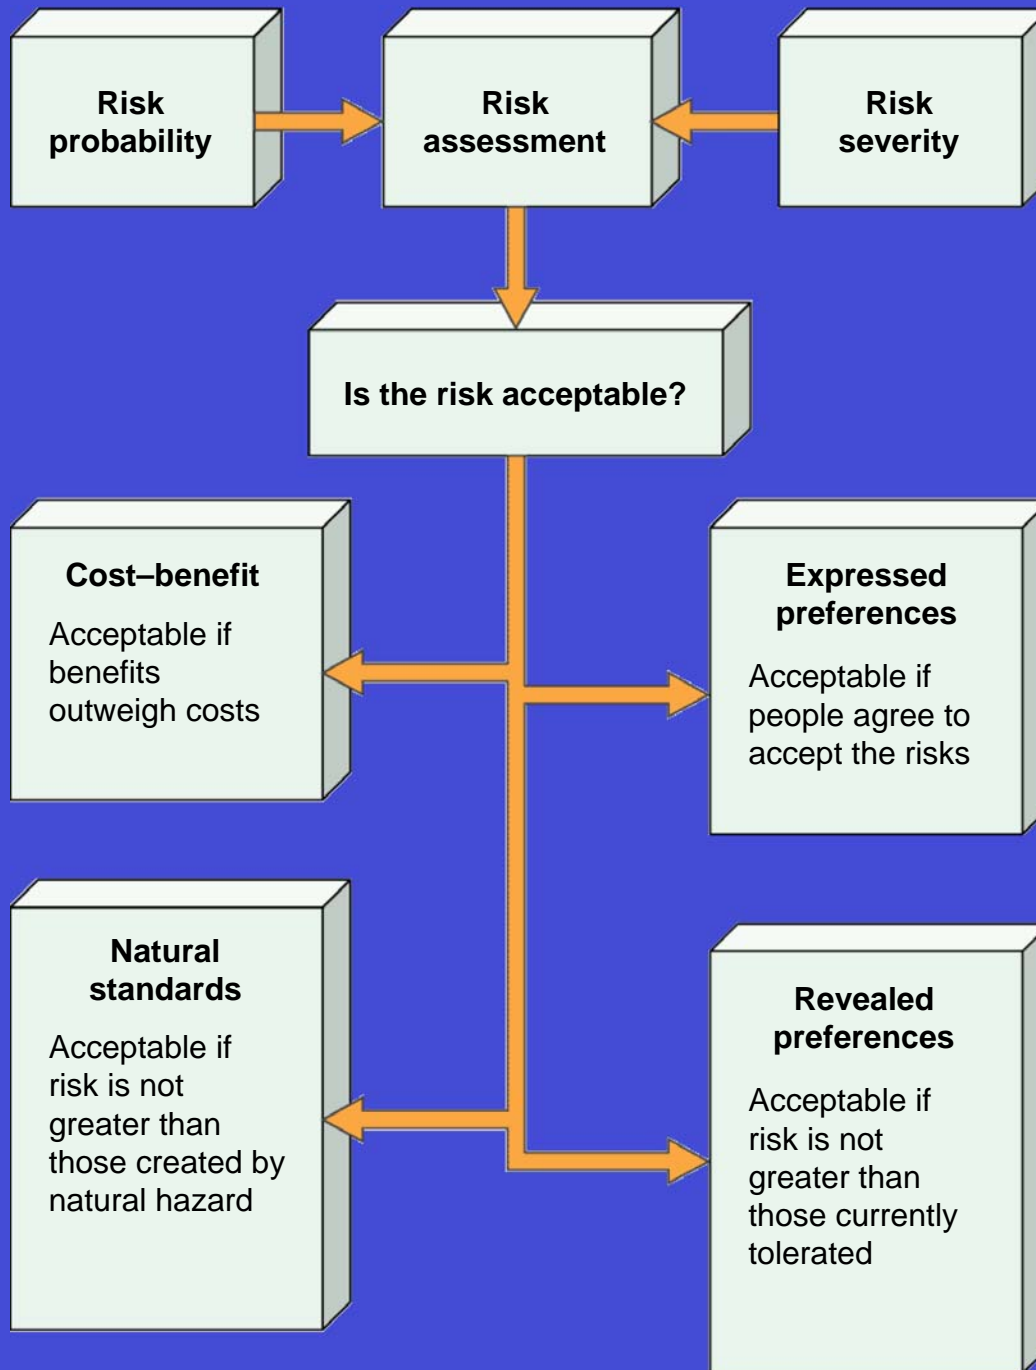 Risk
probability
Risk
assessment
Risk
severity
Is the risk acceptable?
Cost–benefit
Acceptable if
benefits
outweigh costs
Expressed
preferences
Acceptable if
people agree to
accept the risks
Natural
standards
Acceptable if
risk is not
greater than
those created by
natural hazard
Revealed
preferences
Acceptable if
risk is not
greater than
those currently
tolerated